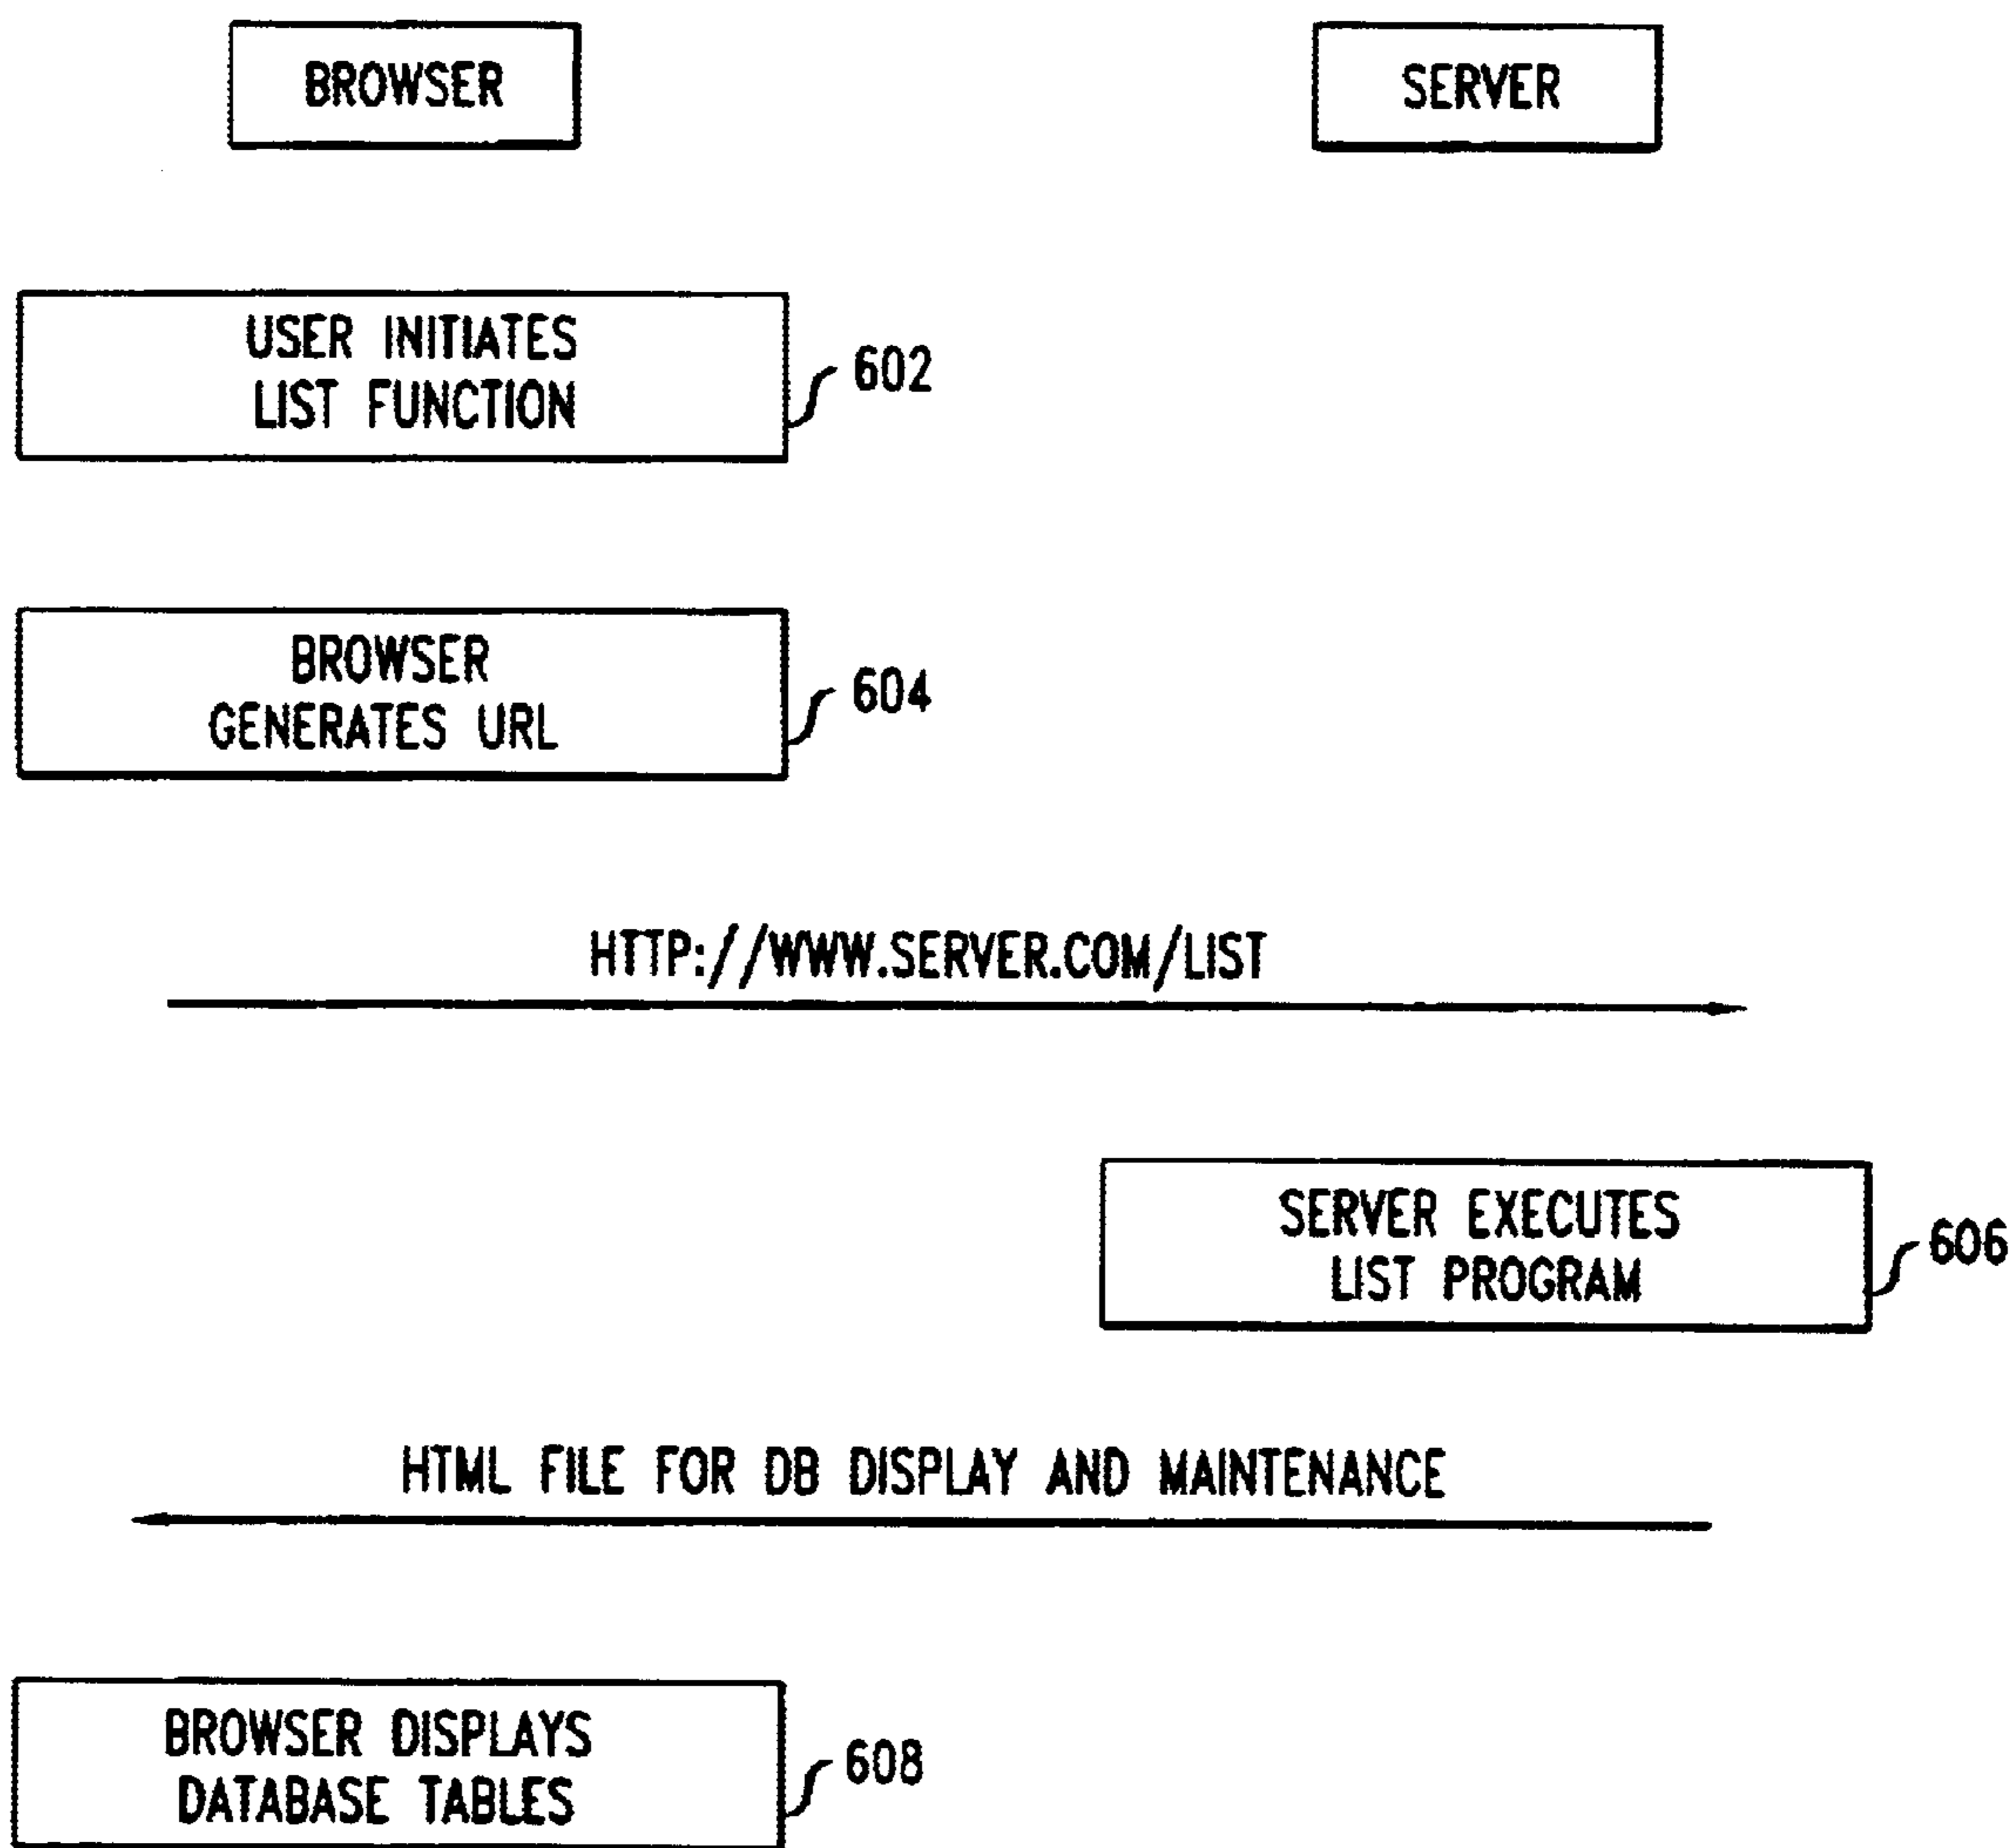 BROWSER
SERVER
USER INITIATES
LIST FUNCTION
602
BROWSER
GENERATES URL
604
HTTP://WWW.SERVER.COM/LIST
SERVER EXECUTES
LIST PROGRAM
606
HTML FILE FOR DB DISPLAY AND MAINTENANCE
BROWSER DISPLAYS
DATABASE TABLES
608